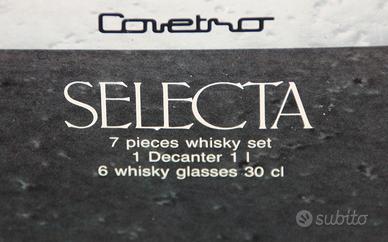 Covetro
SELECTA
7 pieces whisky set
1 Decanter 1 l
6 whisky glasses 30 cl
subito